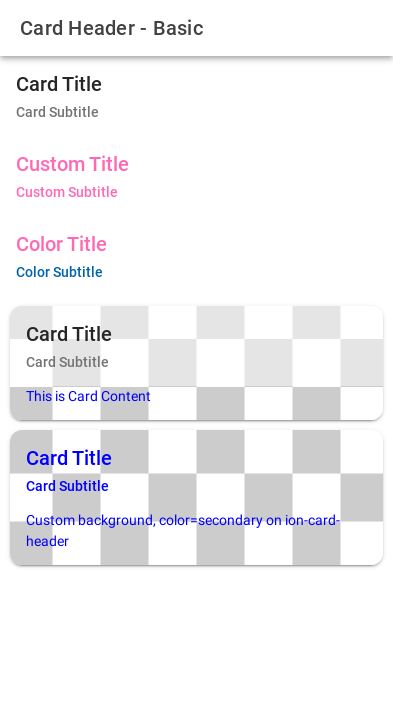 Card Header - Basic
Card Title
Card Subtitle
Custom Title
Custom Subtitle
Color Title
Color Subtitle
Card Title
Card Subtitle
This is Card Content
Card Title
Card Subtitle
Custom background, color=secondary on ion-card-
header